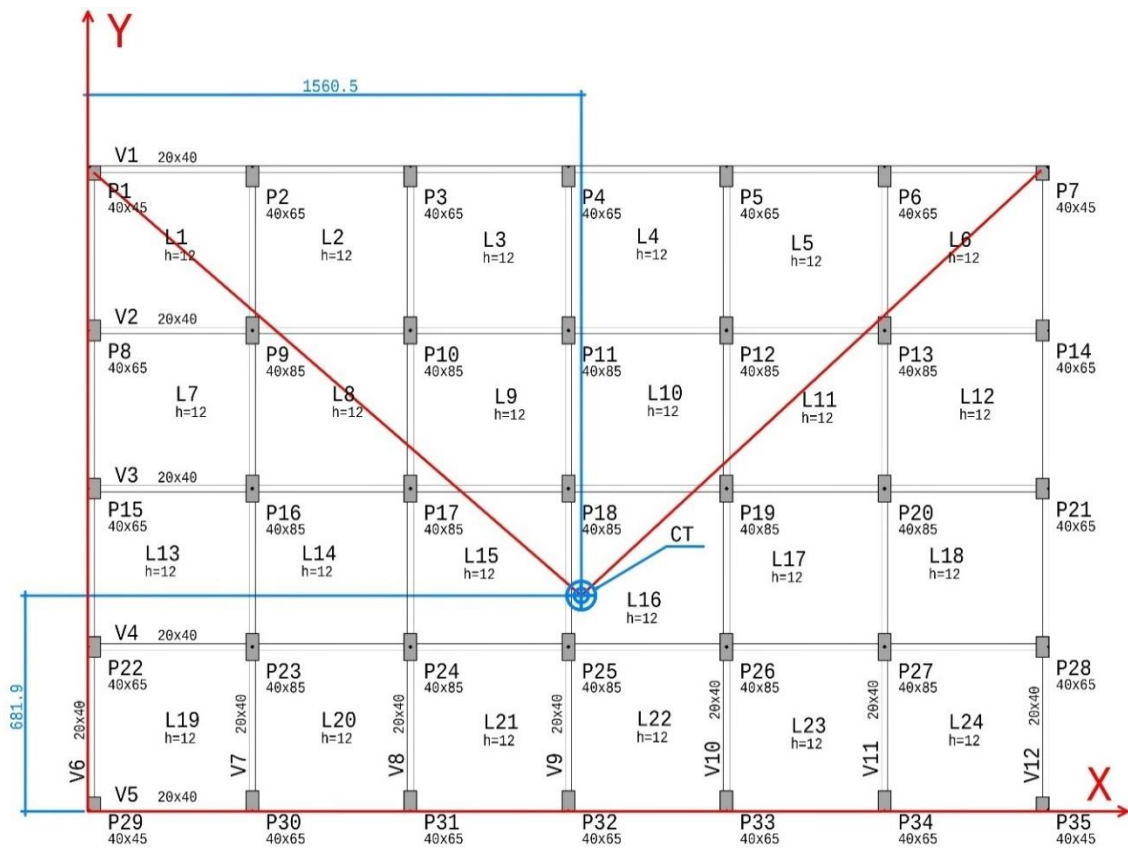 Y
1560.5
V1 20x40
P1
40x45
P2
40x65
P3
40x65
P4
40x65
P5
40x65
P6
40x65
P7
40x45
L1
h=12
L2
h=12
L3
h=12
L4
h=12
L5
h=12
L6
h=12
V2 20x40
P8
40x65
P9
40x85
P10
40x85
P11
40x85
P12
40x85
P13
40x85
P14
40x65
L7
h=12
L8
h=12
L9
h=12
L10
h=12
L11
h=12
L12
h=12
V3 20x40
P15
40x65
P16
40x85
P17
40x85
P18
40x85
P19
40x85
P20
40x85
P21
40x65
CT
L13
h=12
L14
h=12
L15
h=12
L16
h=12
L17
h=12
L18
h=12
V4 20x40
P22
40x65
P23
40x85
P24
40x85
P25
40x85
P26
40x85
P27
40x85
P28
40x65
681.9
L19
h=12
L20
h=12
L21
h=12
L22
h=12
L23
h=12
L24
h=12
V6 20x40
V7 20x40
V8 20x40
V9 20x40
V10 20x40
V11 20x40
V12 20x40
X
V5 20x40
P29
40x45
P30
40x65
P31
40x65
P32
40x65
P33
40x65
P34
40x65
P35
40x45